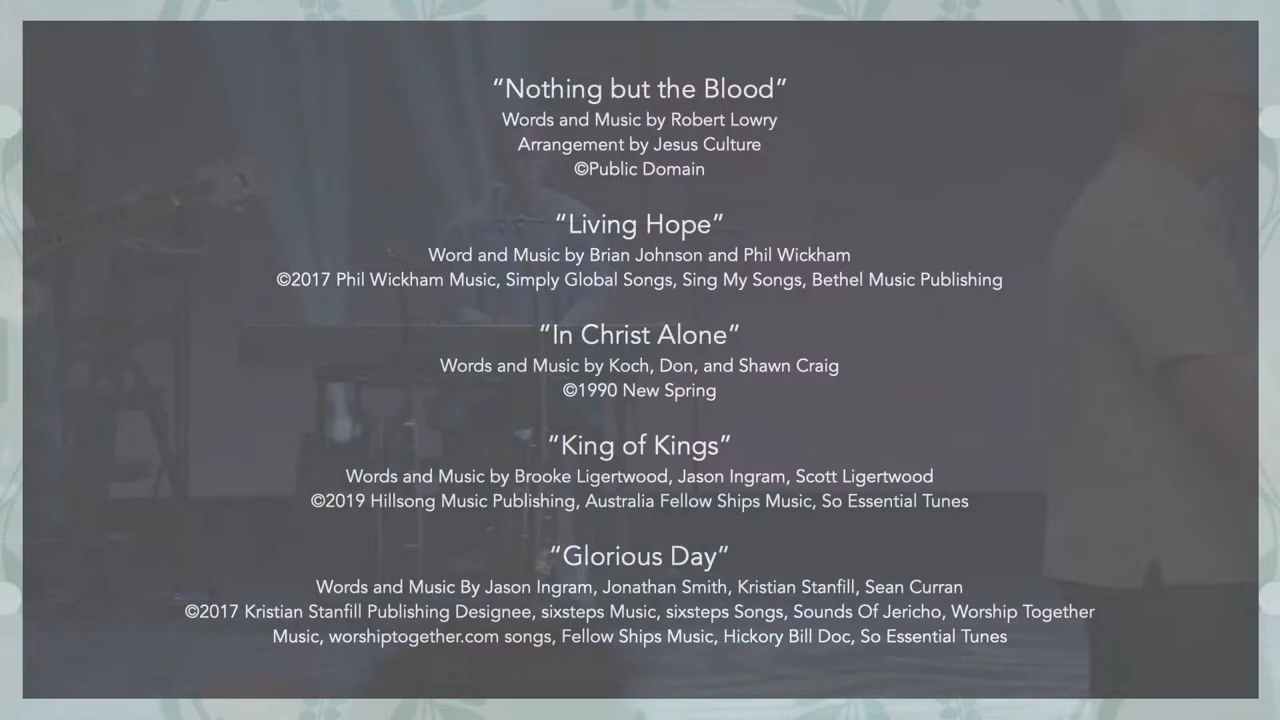 “Nothing but the Blood”
Words and Music by Robert Lowry
Arrangement by Jesus Culture
©Public Domain
“Living Hope”
Word and Music by Brian Johnson and Phil Wickham
©2017 Phil Wickham Music, Simply Global Songs, Sing My Songs, Bethel Music Publishing
“In Christ Alone”
Words and Music by Koch, Don, and Shawn Craig
©1990 New Spring
“King of Kings”
Words and Music by Brooke Ligertwood, Jason Ingram, Scott Ligertwood
©2019 Hillsong Music Publishing, Australia Fellow Ships Music, So Essential Tunes
“Glorious Day”
Words and Music By Jason Ingram, Jonathan Smith, Kristian Stanfill, Sean Curran
©2017 Kristian Stanfill Publishing Designee, sixsteps Music, sixsteps Songs, Sounds Of Jericho, Worship Together
Music, worshiptogether.com songs, Fellow Ships Music, Hickory Bill Doc, So Essential Tunes